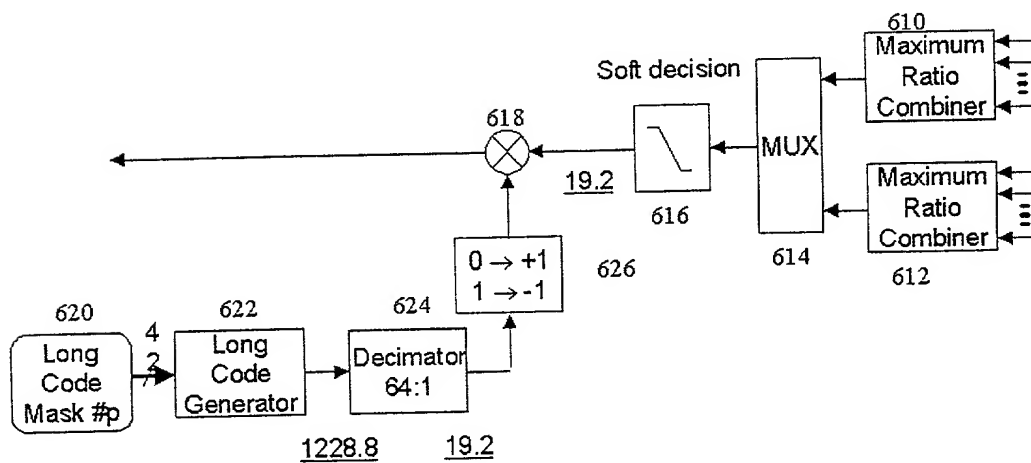 610
Maximum
Ratio
Combiner
Soft decision
618
MUX
19.2
616
Maximum
Ratio
Combiner
614
612
0 → +1
1 → -1
626
620
622
624
4
2
Long
Code
Mask #p
Long
Code
Generator
Decimator
64:1
1228.8
19.2